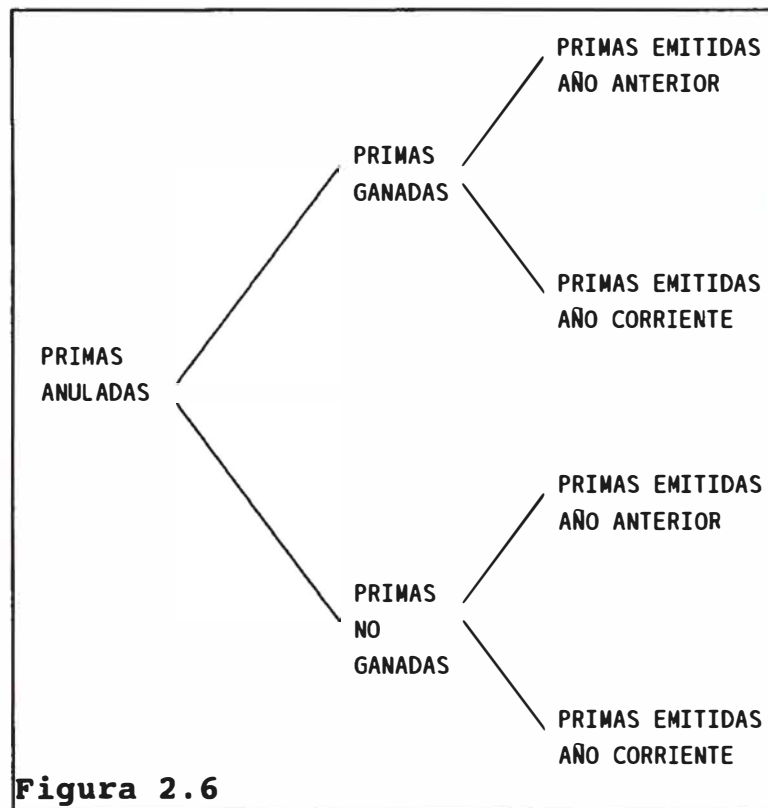 PRIMAS EMITIDAS
AÑO ANTERIOR
PRIMAS
GANADAS
PRIMAS EMITIDAS
AÑO CORRIENTE
PRIMAS
ANULADAS
PRIMAS EMITIDAS
AÑO ANTERIOR
PRIMAS
NO
GANADAS
PRIMAS EMITIDAS
AÑO CORRIENTE
Figura 2.6